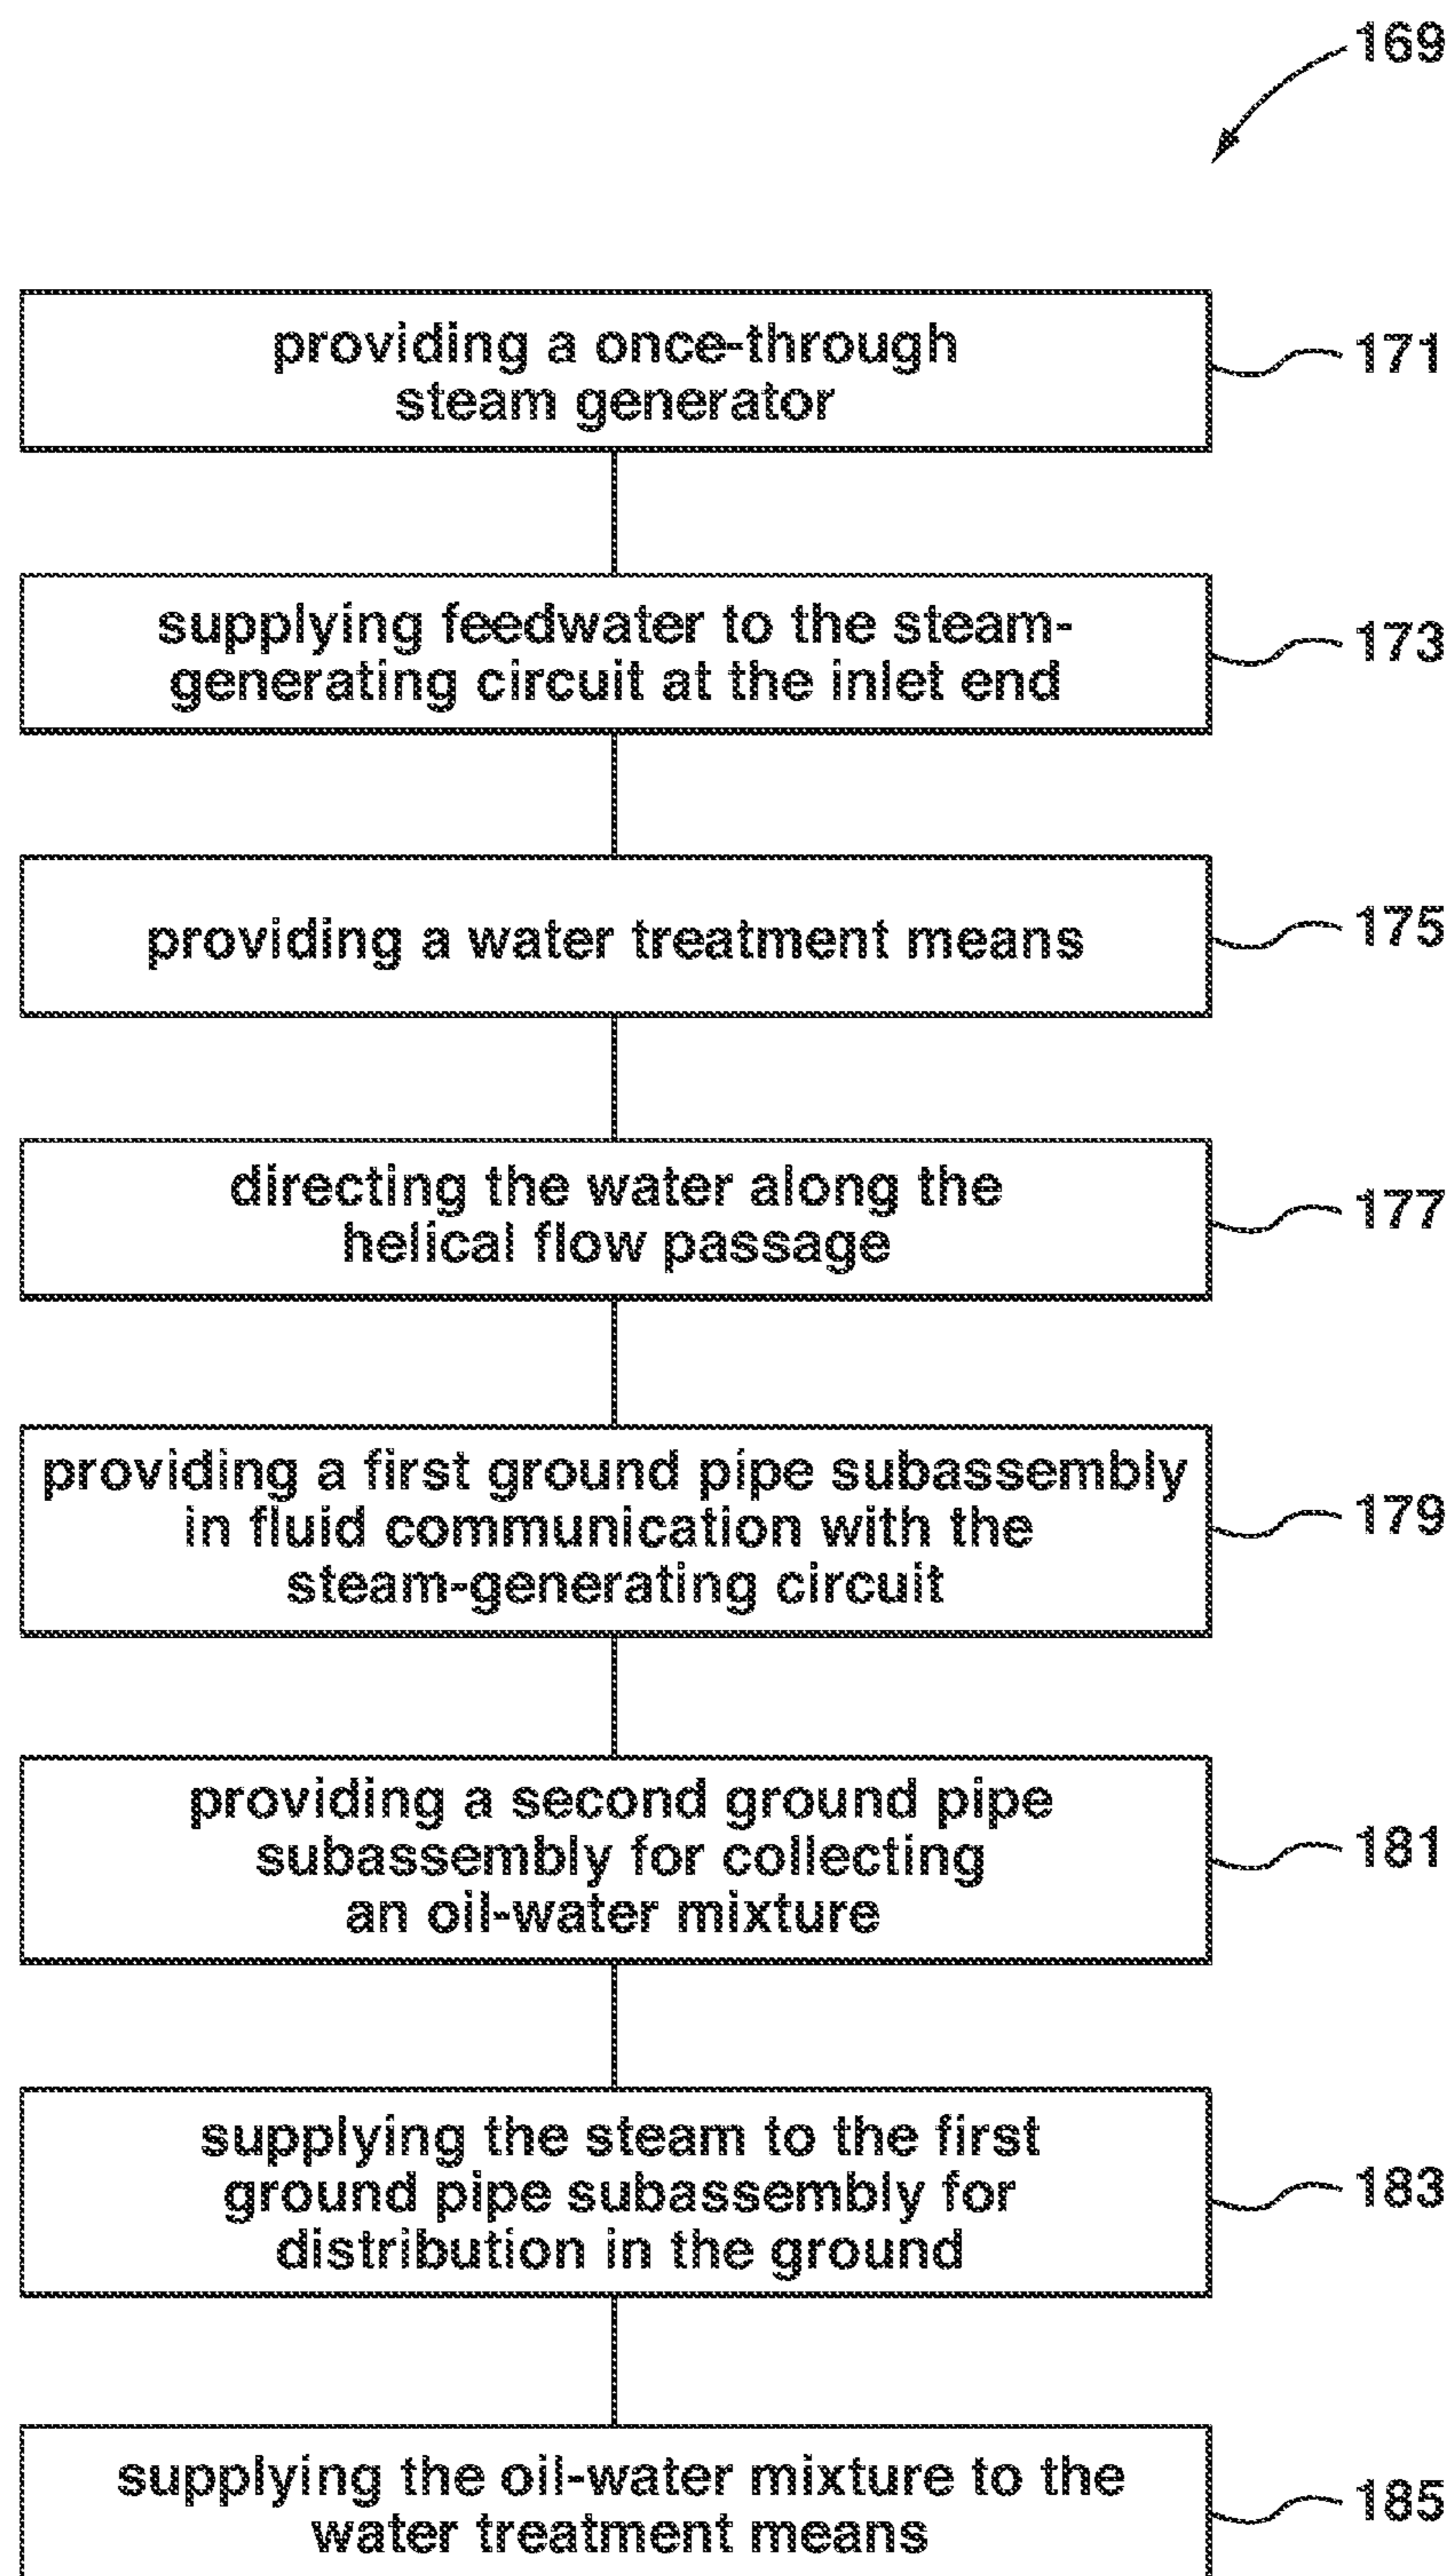 169
providing a once-through
steam generator
171
supplying feedwater to the steam-
generating circuit at the inlet end
173
providing a water treatment means
175
directing the water along the
helical flow passage
177
providing a first ground pipe subassembly
in fluid communication with the
steam-generating circuit
179
providing a second ground pipe
subassembly for collecting
an oil-water mixture
181
supplying the steam to the first
ground pipe subassembly for
distribution in the ground
183
supplying the oil-water mixture to the
water treatment means
185